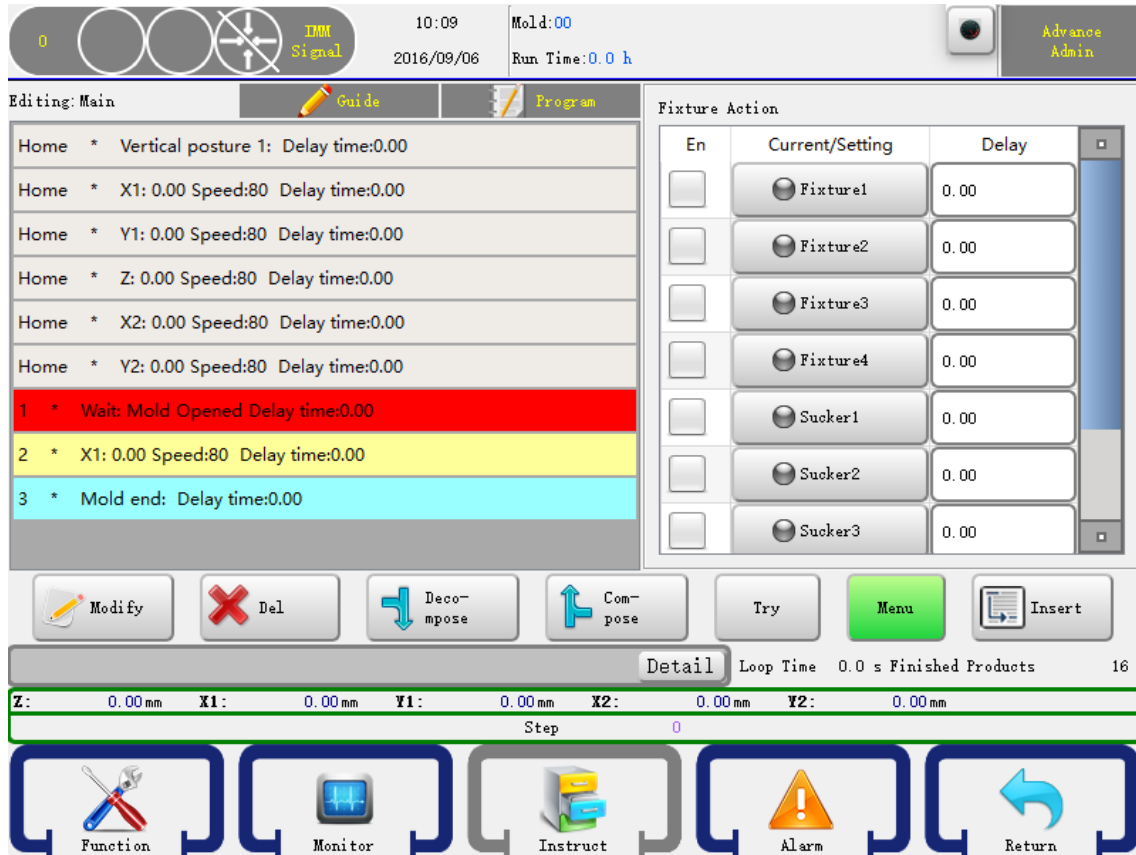 0
IMM
Signal
10:09
2016/09/06
Mold:00
Run Time:0.0 h
Advance
Admin
Editing:Main
Guide
Program
Home * Vertical posture 1: Delay time:0.00
Home * X1: 0.00 Speed:80 Delay time:0.00
Home * Y1: 0.00 Speed:80 Delay time:0.00
Home * Z: 0.00 Speed:80 Delay time:0.00
Home * X2: 0.00 Speed:80 Delay time:0.00
Home * Y2: 0.00 Speed:80 Delay time:0.00
1 * Wait: Mold Opened Delay time:0.00
2 * X1: 0.00 Speed:80 Delay time:0.00
3 * Mold end: Delay time:0.00
Fixture Action
En Current/Setting Delay
Fixture1 0.00
Fixture2 0.00
Fixture3 0.00
Fixture4 0.00
Sucker1 0.00
Sucker2 0.00
Sucker3 0.00
Modify
Del
Deco-
mpose
Com-
pose
Try
Menu
Insert
Detail
Loop Time 0.0 s Finished Products 16
Z: 0.00mm X1: 0.00mm Y1: 0.00mm X2: 0.00mm Y2: 0.00mm
Step 0
Function
Monitor
Instruct
Alarm
Return